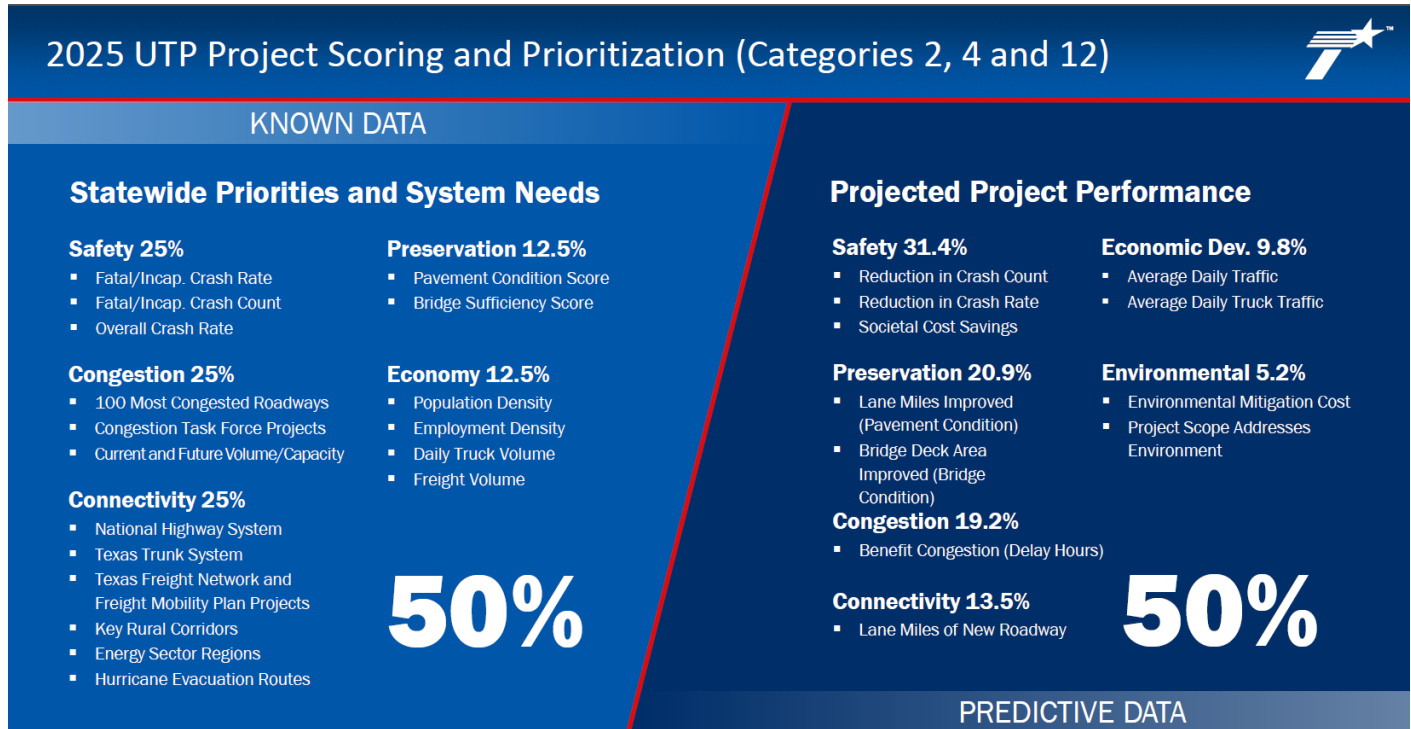 2025 UTP Project Scoring and Prioritization (Categories 2, 4 and 12)
TM
KNOWN DATA
Statewide Priorities and System Needs
Safety 25%
▪ Fatal/Incap. Crash Rate
▪ Fatal/Incap. Crash Count
▪ Overall Crash Rate
Congestion 25%
▪ 100 Most Congested Roadways
▪ Congestion Task Force Projects
▪ Current and Future Volume/Capacity
Connectivity 25%
▪ National Highway System
▪ Texas Trunk System
▪ Texas Freight Network and
Freight Mobility Plan Projects
▪ Key Rural Corridors
▪ Energy Sector Regions
▪ Hurricane Evacuation Routes
Preservation 12.5%
▪ Pavement Condition Score
▪ Bridge Sufficiency Score
Economy 12.5%
▪ Population Density
▪ Employment Density
▪ Daily Truck Volume
▪ Freight Volume
50%
Projected Project Performance
Safety 31.4%
▪ Reduction in Crash Count
▪ Reduction in Crash Rate
▪ Societal Cost Savings
Preservation 20.9%
▪ Lane Miles Improved
(Pavement Condition)
▪ Bridge Deck Area
Improved (Bridge
Condition)
Congestion 19.2%
▪ Benefit Congestion (Delay Hours)
Connectivity 13.5%
▪ Lane Miles of New Roadway
Economic Dev. 9.8%
▪ Average Daily Traffic
▪ Average Daily Truck Traffic
Environmental 5.2%
▪ Environmental Mitigation Cost
▪ Project Scope Addresses
Environment
50%
PREDICTIVE DATA